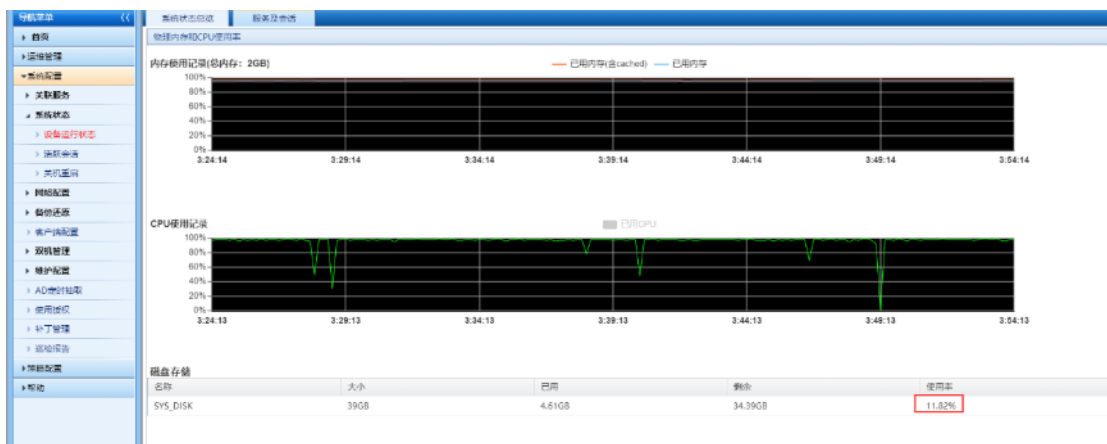 导航菜单
系统状态总览 服务及会话
首页
物理内存和CPU使用率
运维管理
内存使用记录(总内存: 2GB)
已用内存(含cached) 已用内存
系统配置
100%
关联服务
80%
60%
系统状态
40%
设备运行状态
20%
0%
活跃会话
3:24:14 3:29:14 3:34:14 3:39:14 3:44:14 3:49:14 3:54:14
关机重启
网络配置
备份还原
CPU使用记录
已用CPU
客户端配置
100%
双机管理
80%
维护配置
60%
40%
AD定时抽取
20%
使用授权
0%
3:24:13 3:29:13 3:34:13 3:39:13 3:44:13 3:49:13 3:54:13
补丁管理
巡检报告
策略配置
磁盘存储
帮助
名称 大小 已用 剩余 使用率
SYS_DISK 39GB 4.61GB 34.39GB 11.82%